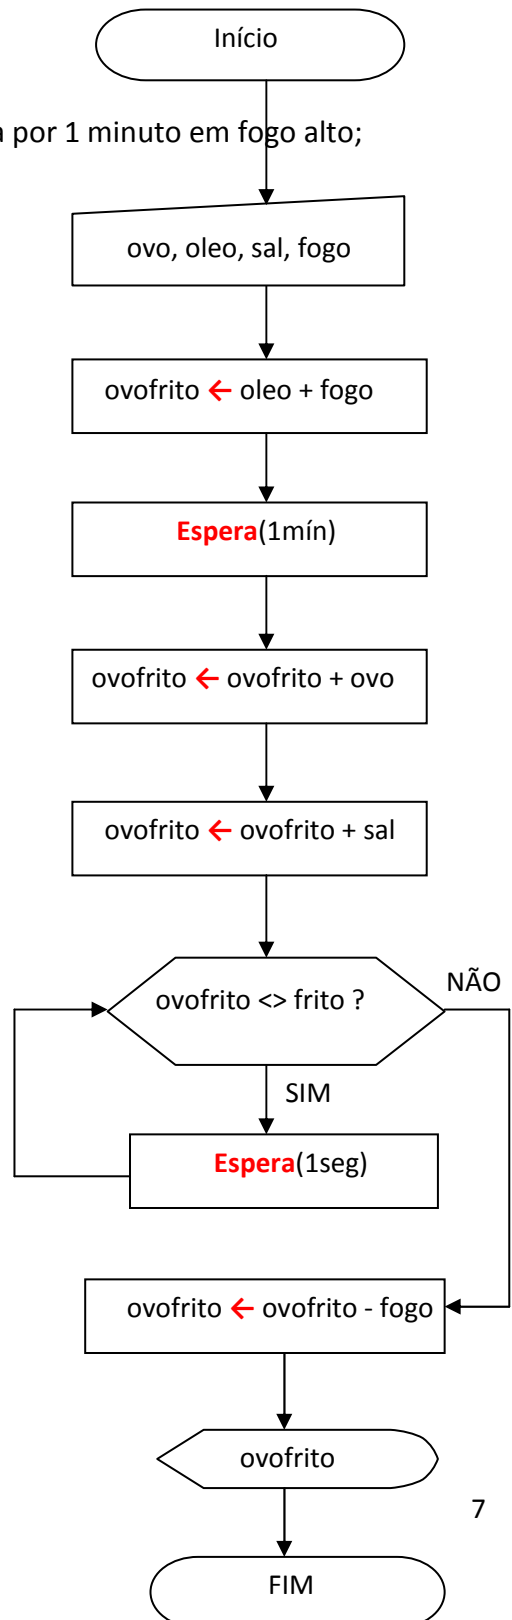 Início
a por 1 minuto em fogo alto;
ovo, oleo, sal, fogo
ovofrito ← oleo + fogo
Espera(1mín)
ovofrito ← ovofrito + ovo
ovofrito ← ovofrito + sal
ovofrito <> frito ?
NÃO
SIM
Espera(1seg)
ovofrito ← ovofrito - fogo
ovofrito
7
FIM